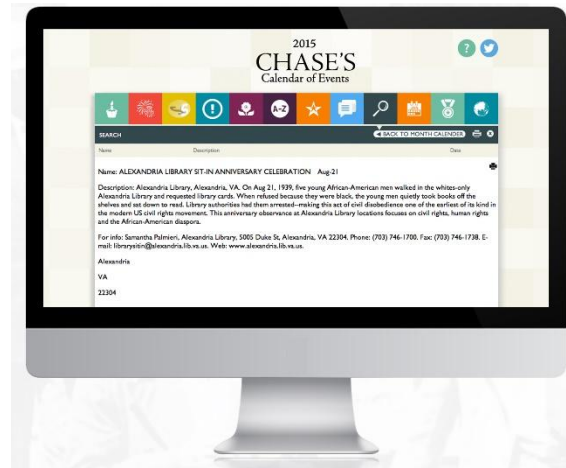 2015
CHASE'S
Calendar of Events
?
A-Z
SEARCH
BACK TO MONTH CALENDER
Name Description Date
Name: ALEXANDRIA LIBRARY SIT-IN ANNIVERSARY CELEBRATION Aug-21
Description: Alexandria Library, Alexandria, VA. On Aug 21, 1939, five young African-American men walked in the whites-only
Alexandria Library and requested library cards. When refused because they were black, the young men quietly took books off the
shelves and sat down to read. Library authorities had them arrested–making this act of civil disobedience one of the earliest of its kind in
the modern US civil rights movement. This anniversary observance at Alexandria Library locations focuses on civil rights, human rights
and the African-American diaspora.
For info: Samantha Palmieri, Alexandria Library, 5005 Duke St, Alexandria, VA 22304. Phone: (703) 746-1700. Fax: (703) 746-1738. E-
mail: librarysitin@alexandria.lib.va.us. Web: www.alexandria.lib.va.us.
Alexandria
VA
22304